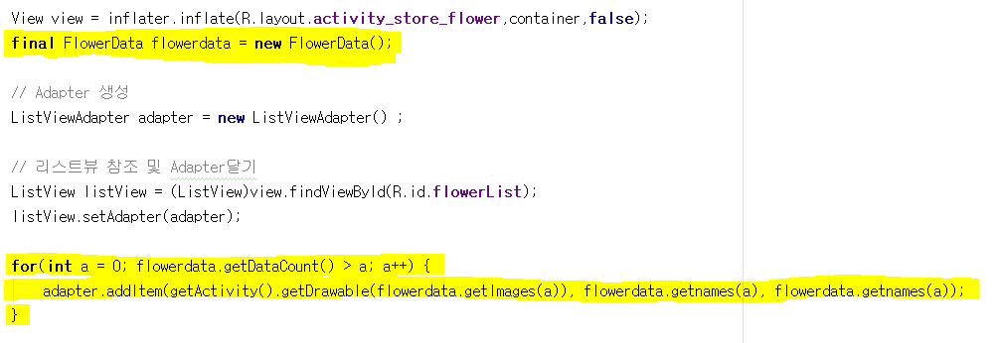 View view = inflater.inflate(R.layout.activity_store_flower,container,false);
final FlowerData flowerdata = new FlowerData();
// Adapter 생성
ListViewAdapter adapter = new ListViewAdapter() ;
// 리스트뷰 참조 및 Adapter달기
ListView listView = (ListView)view.findViewById(R.id.flowerList);
listView.setAdapter(adapter);
for(int a = 0; flowerdata.getDataCount() > a; a++) {
adapter.addItem(getActivity().getDrawable(flowerdata.getImages(a)), flowerdata.getnames(a), flowerdata.getnames(a));
}